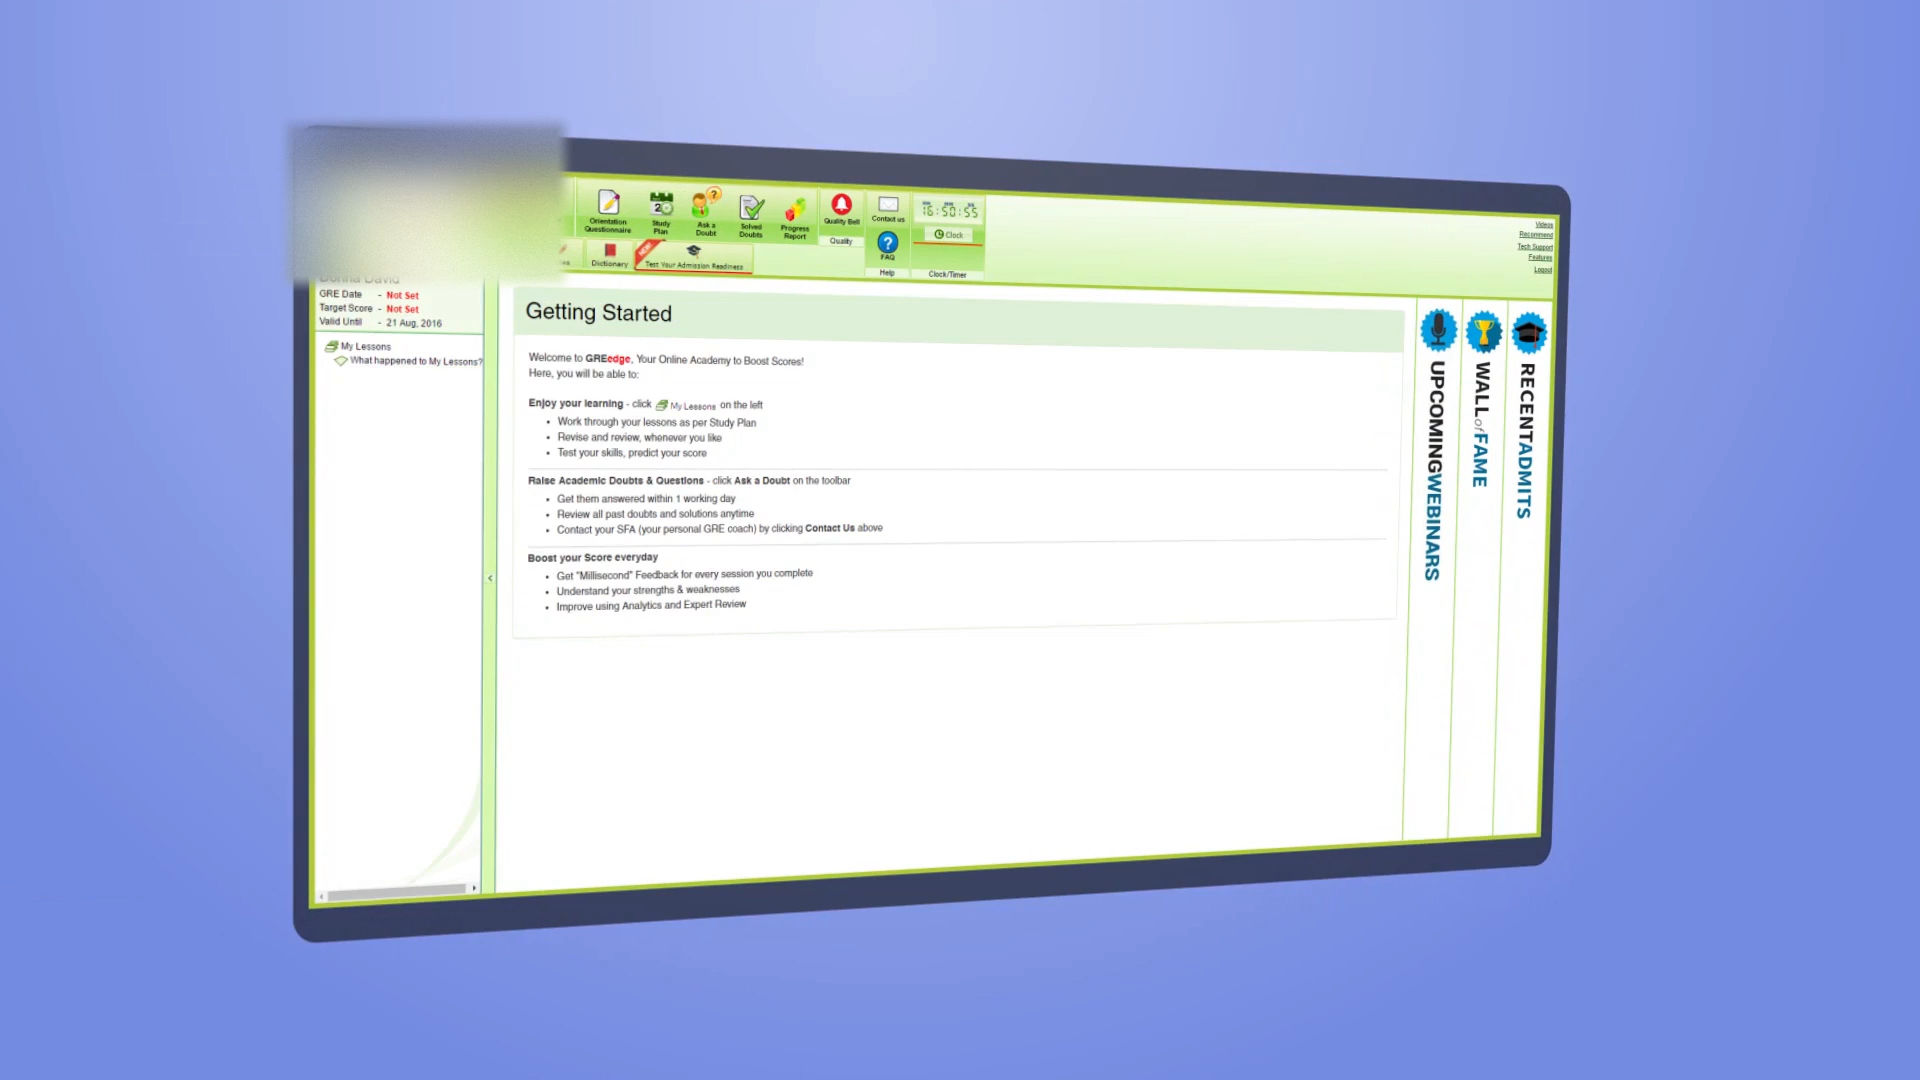 Orientation
Questionnaire
Study
Plan
Ask a
Doubt
Solved
Doubts
Progress
Report
Quality Bell
Quality
Contact us
FAQ
Help
16:50:55
Clock
Clock/Timer
Dictionary
NEW
Test Your Admission Readiness
Videos
Recommend
Tech Support
Features
Logout
Donna David
GRE Date - Not Set
Target Score - Not Set
Valid Until - 21 Aug, 2016
My Lessons
What happened to My Lessons?
Getting Started
Welcome to GREedge, Your Online Academy to Boost Scores!
Here, you will be able to:
Enjoy your learning - click My Lessons on the left
• Work through your lessons as per Study Plan
• Revise and review, whenever you like
• Test your skills, predict your score
Raise Academic Doubts & Questions - click Ask a Doubt on the toolbar
• Get them answered within 1 working day
• Review all past doubts and solutions anytime
• Contact your SFA (your personal GRE coach) by clicking Contact Us above
Boost your Score everyday
• Get "Millisecond" Feedback for every session you complete
• Understand your strengths & weaknesses
• Improve using Analytics and Expert Review
UPCOMINGWEBINARS
WALLofFAME
RECENTADMITS